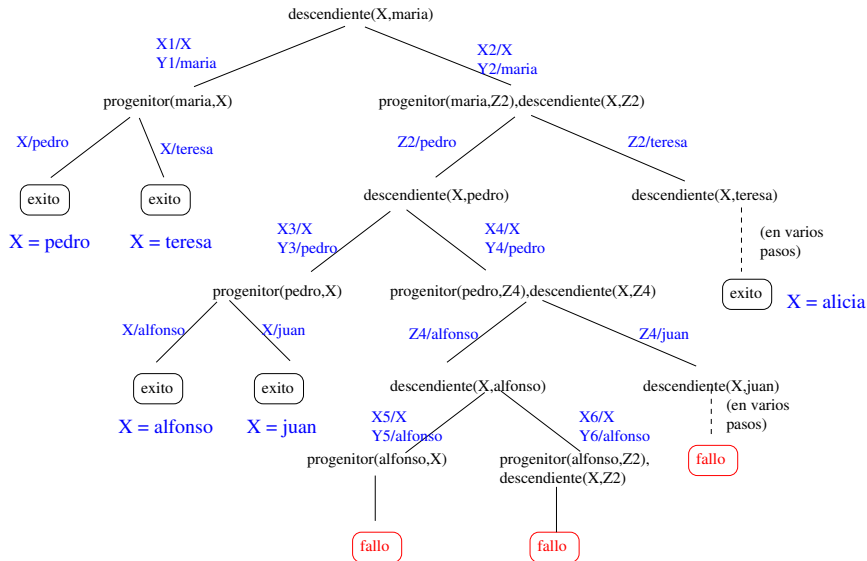 descendiente(X,maria)
X1/X
Y1/maria
X2/X
Y2/maria
progenitor(maria,X)
progenitor(maria,Z2),descendiente(X,Z2)
X/pedro
X/teresa
Z2/pedro
Z2/teresa
exito
exito
descendiente(X,pedro)
descendiente(X,teresa)
X = pedro
X = teresa
X3/X
Y3/pedro
X4/X
Y4/pedro
(en varios
pasos)
progenitor(pedro,X)
progenitor(pedro,Z4),descendiente(X,Z4)
exito
X = alicia
X/alfonso
X/juan
Z4/alfonso
Z4/juan
exito
exito
descendiente(X,alfonso)
descendiente(X,juan)
X = alfonso
X = juan
X5/X
Y5/alfonso
X6/X
Y6/alfonso
(en varios
pasos)
progenitor(alfonso,X)
progenitor(alfonso,Z2),
descendiente(X,Z2)
fallo
fallo
fallo